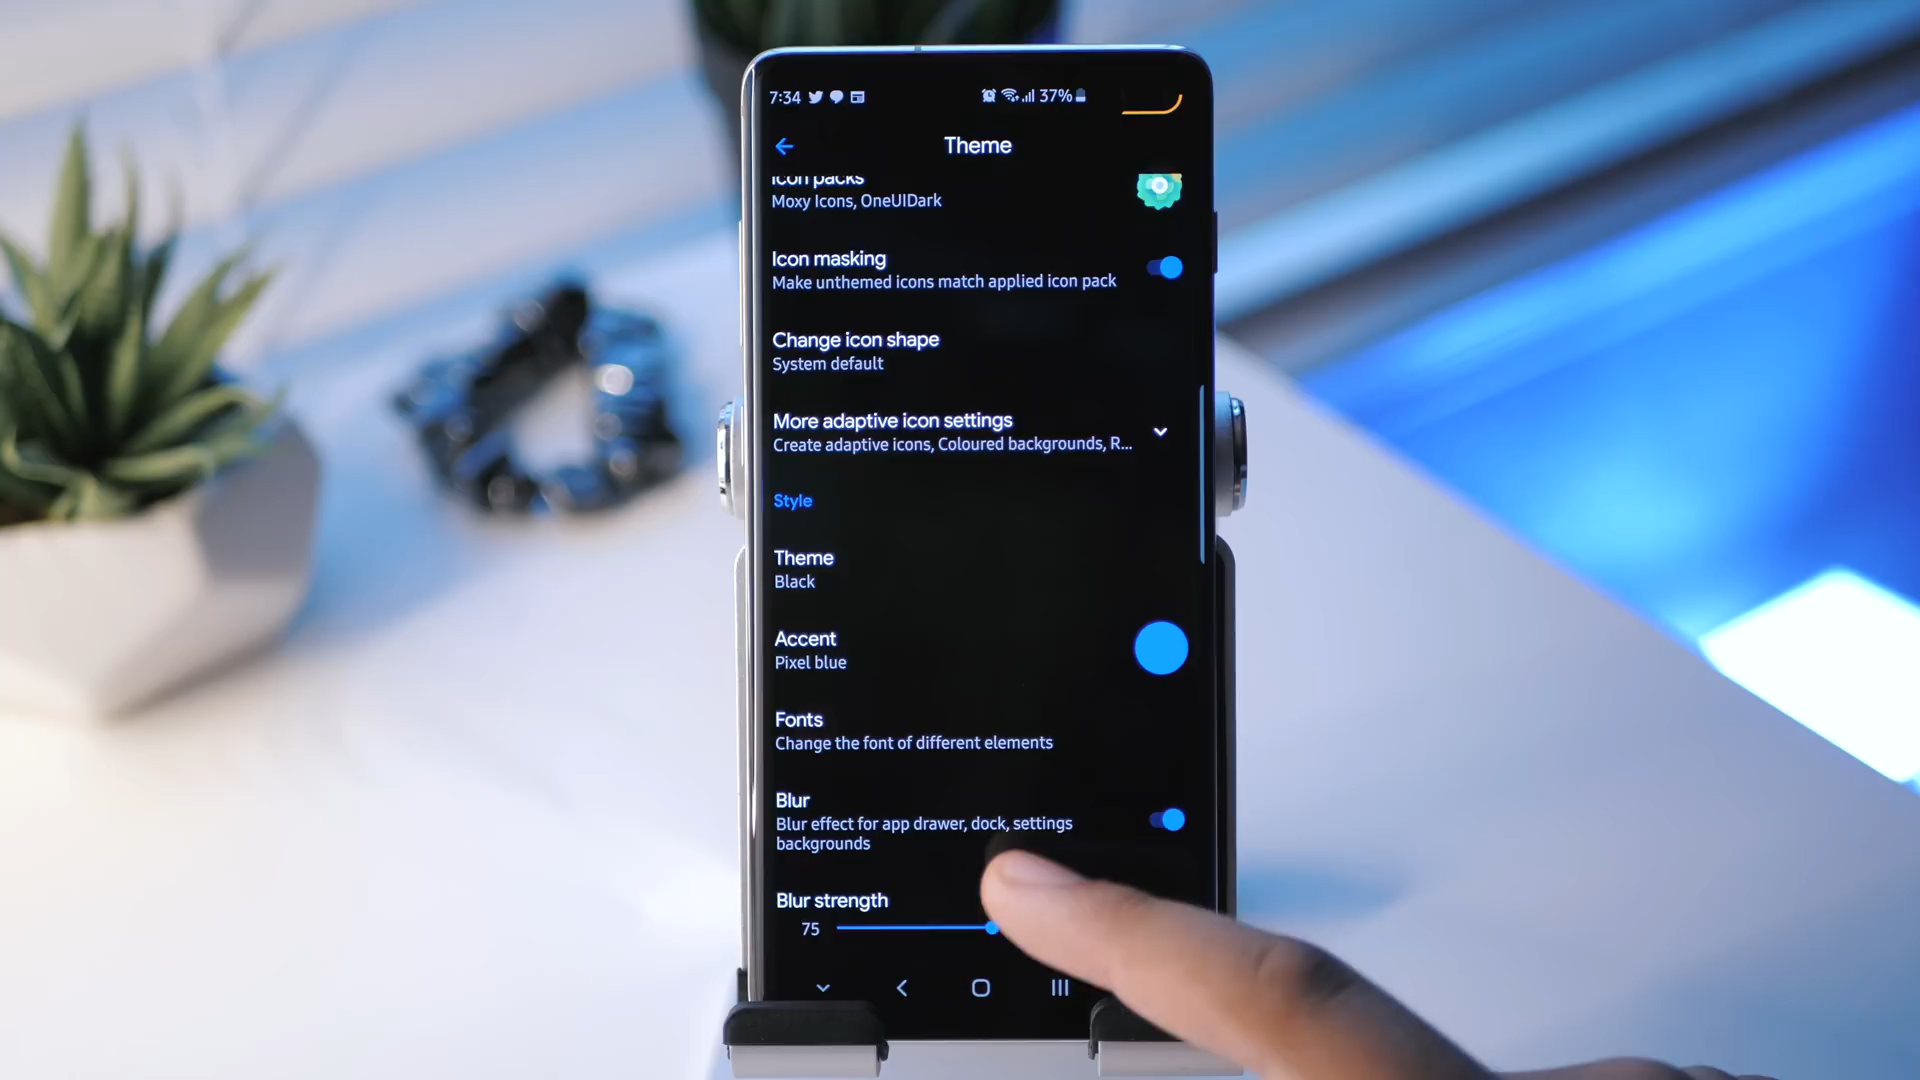 7:34 37%
Theme
Icon packs
Moxy Icons, OneUIDark
Icon masking
Make unthemed icons match applied icon pack
Change icon shape
System default
More adaptive icon settings
Create adaptive icons, Coloured backgrounds, R...
Style
Theme
Black
Accent
Pixel blue
Fonts
Change the font of different elements
Blur
Blur effect for app drawer, dock, settings
backgrounds
Blur strength
75